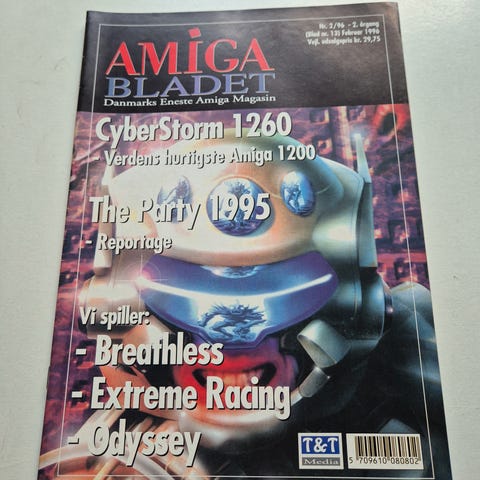 Nr. 2/96 - 2. årgang
(Blad nr. 13) Februar 1996
Vejl. udsalgspris kr. 29,75
AMIGA
BLADET
Danmarks Eneste Amiga Magasin
CyberStorm 1260
- Verdens hurtigste Amiga 1200
The Party 1995
- Reportage
Vi spiller:
- Breathless
- Extreme Racing
- Odyssey
T&T
Media
5 709610 080802